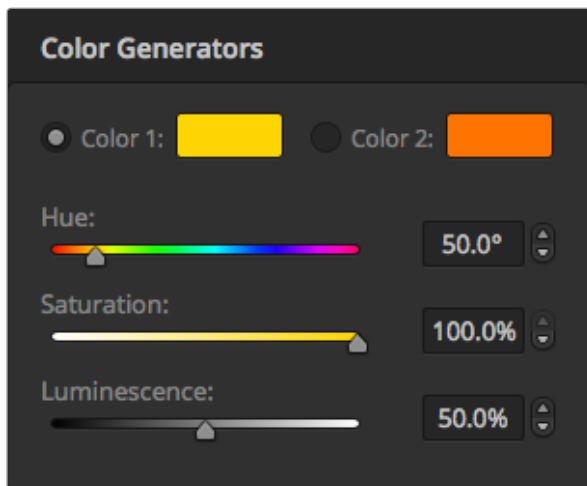 Color Generators
Color 1: Color 2:
Hue:
50.0°
Saturation:
100.0%
Luminescence:
50.0%